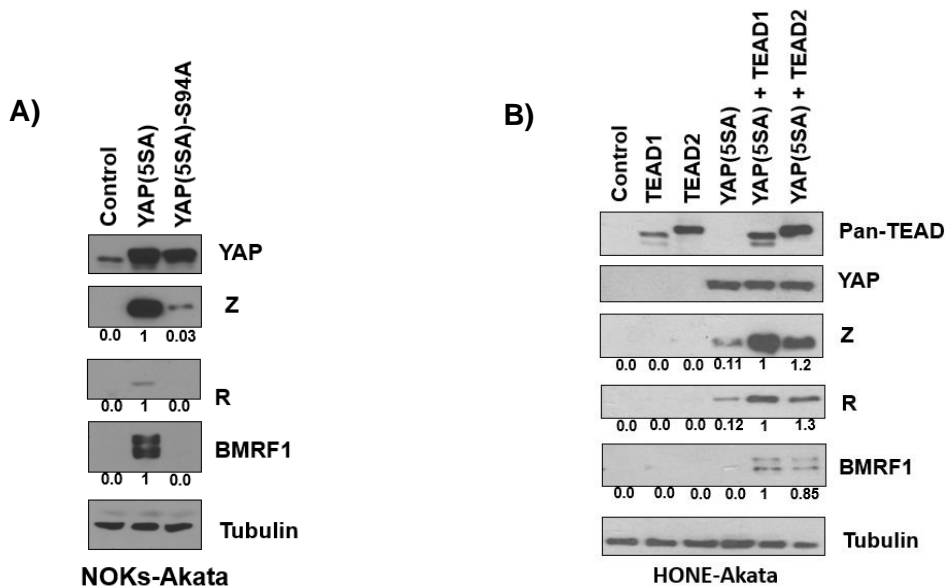 A)
Control
YAP(5SA)
YAP(5SA)-S94A
YAP
Z
0.0 1 0.03
R
0.0 1 0.0
BMRF1
0.0 1 0.0
Tubulin
NOKs-Akata
B)
Control
TEAD1
TEAD2
YAP(5SA)
YAP(5SA) + TEAD1
YAP(5SA) + TEAD2
Pan-TEAD
YAP
Z
0.0 0.0 0.0 0.11 1 1.2
R
0.0 0.0 0.0 0.12 1 1.3
BMRF1
0.0 0.0 0.0 0.0 1 0.85
Tubulin
HONE-Akata